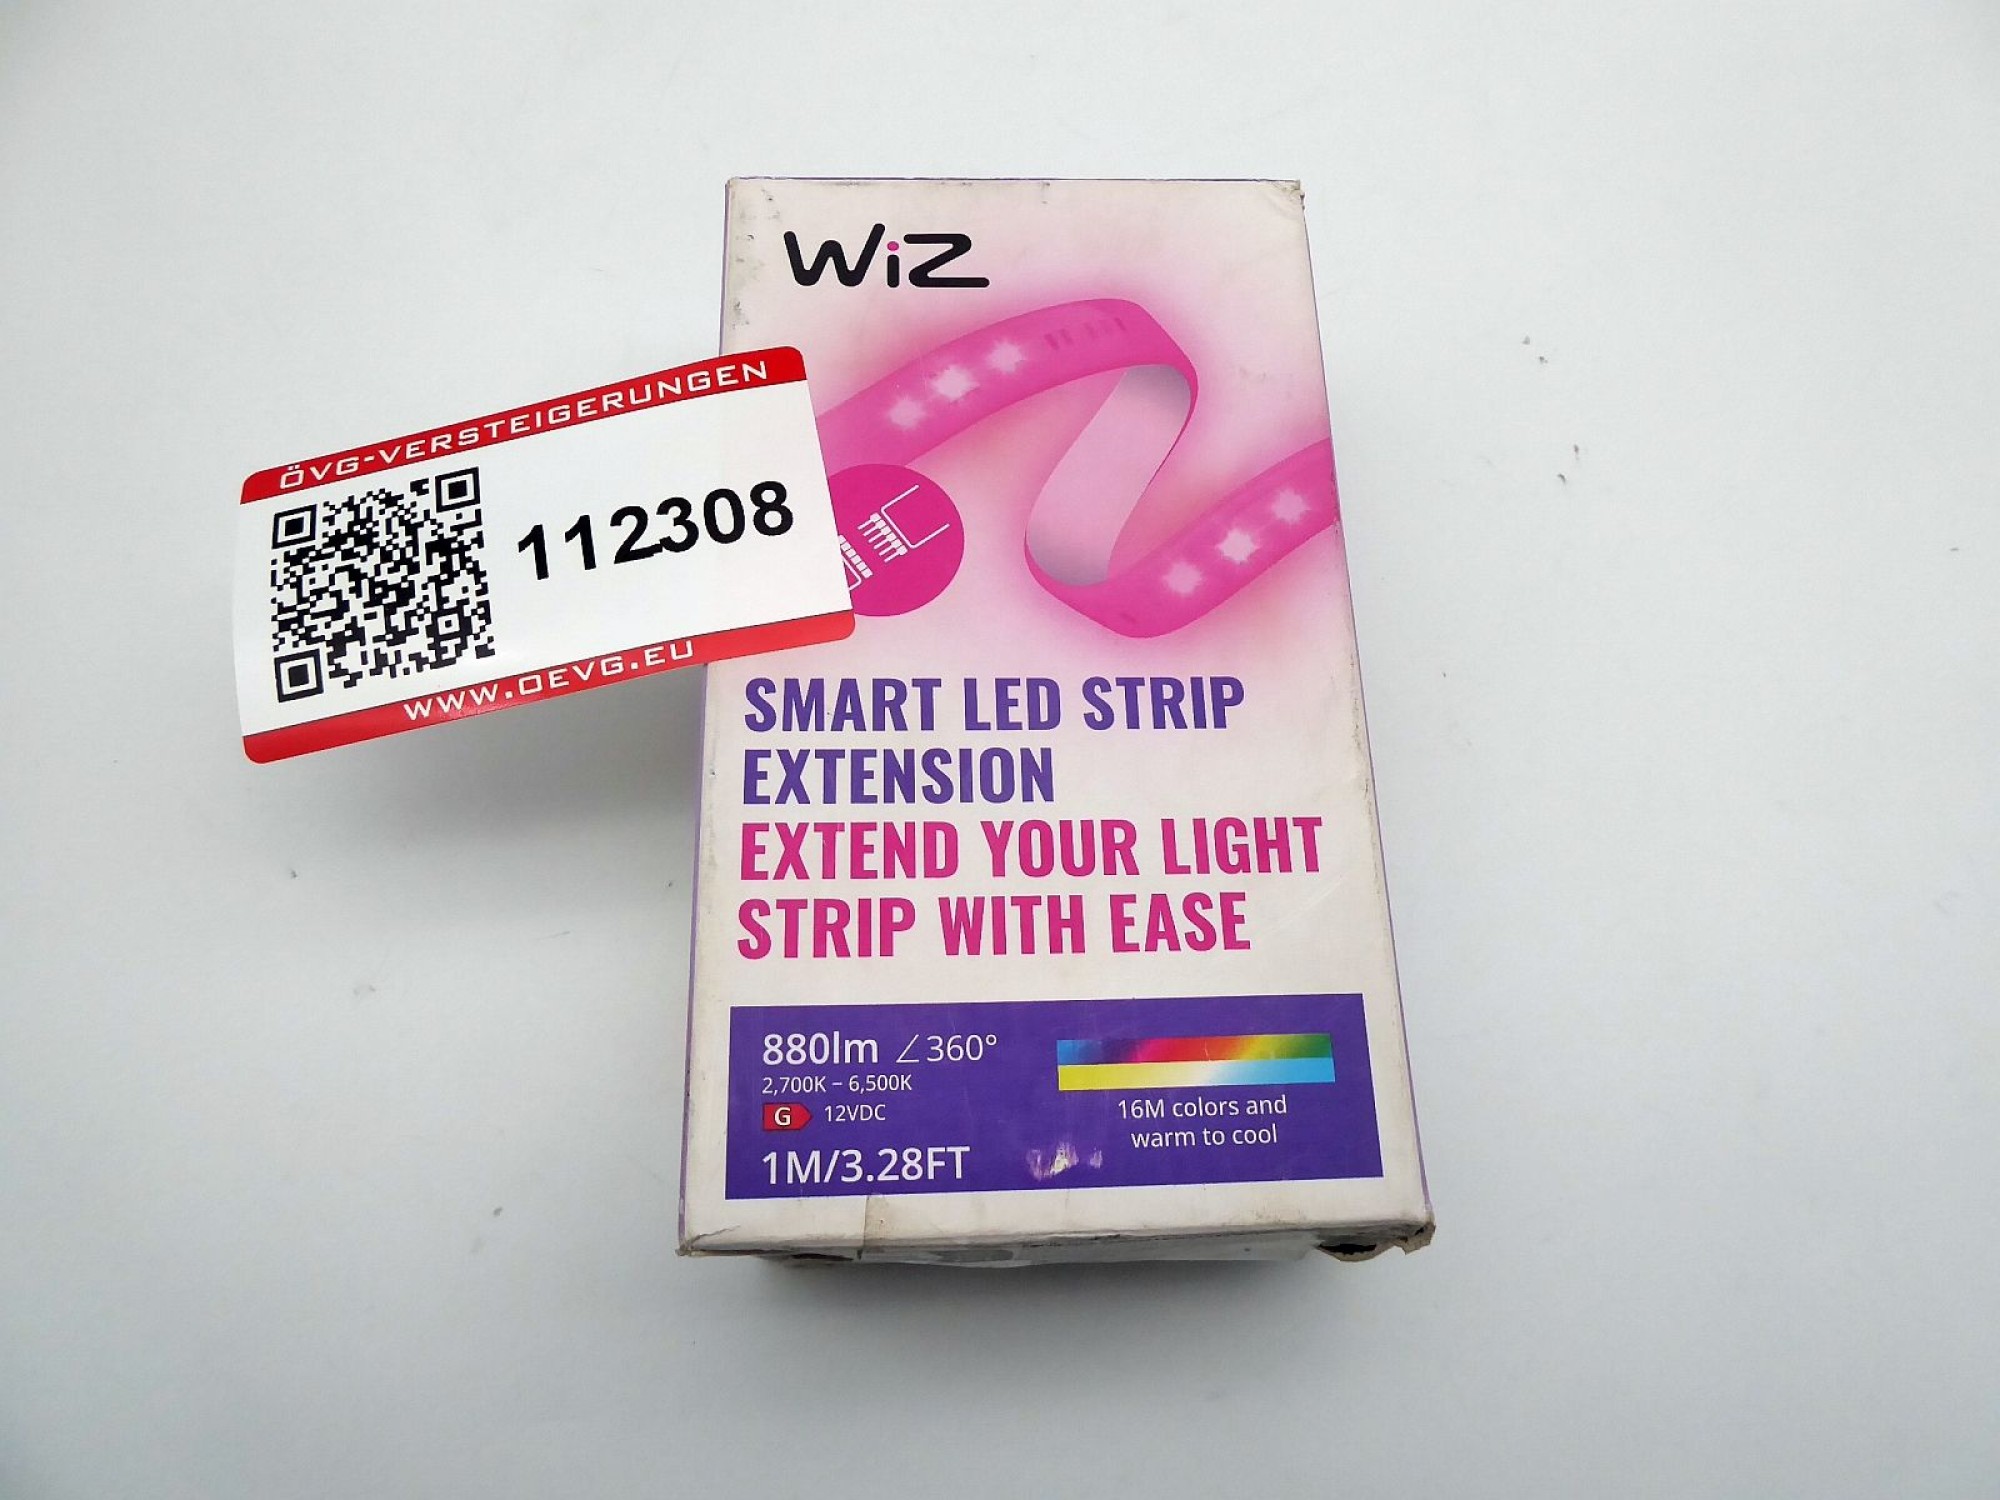 WiZ
ÖVG-VERSTEIGERUNGEN
112308
WWW.OEVG.EU
SMART LED STRIP
EXTENSION
EXTEND YOUR LIGHT
STRIP WITH EASE
880lm ∠360°
2,700K – 6,500K
G 12VDC
1M/3.28FT
16M colors and
warm to cool